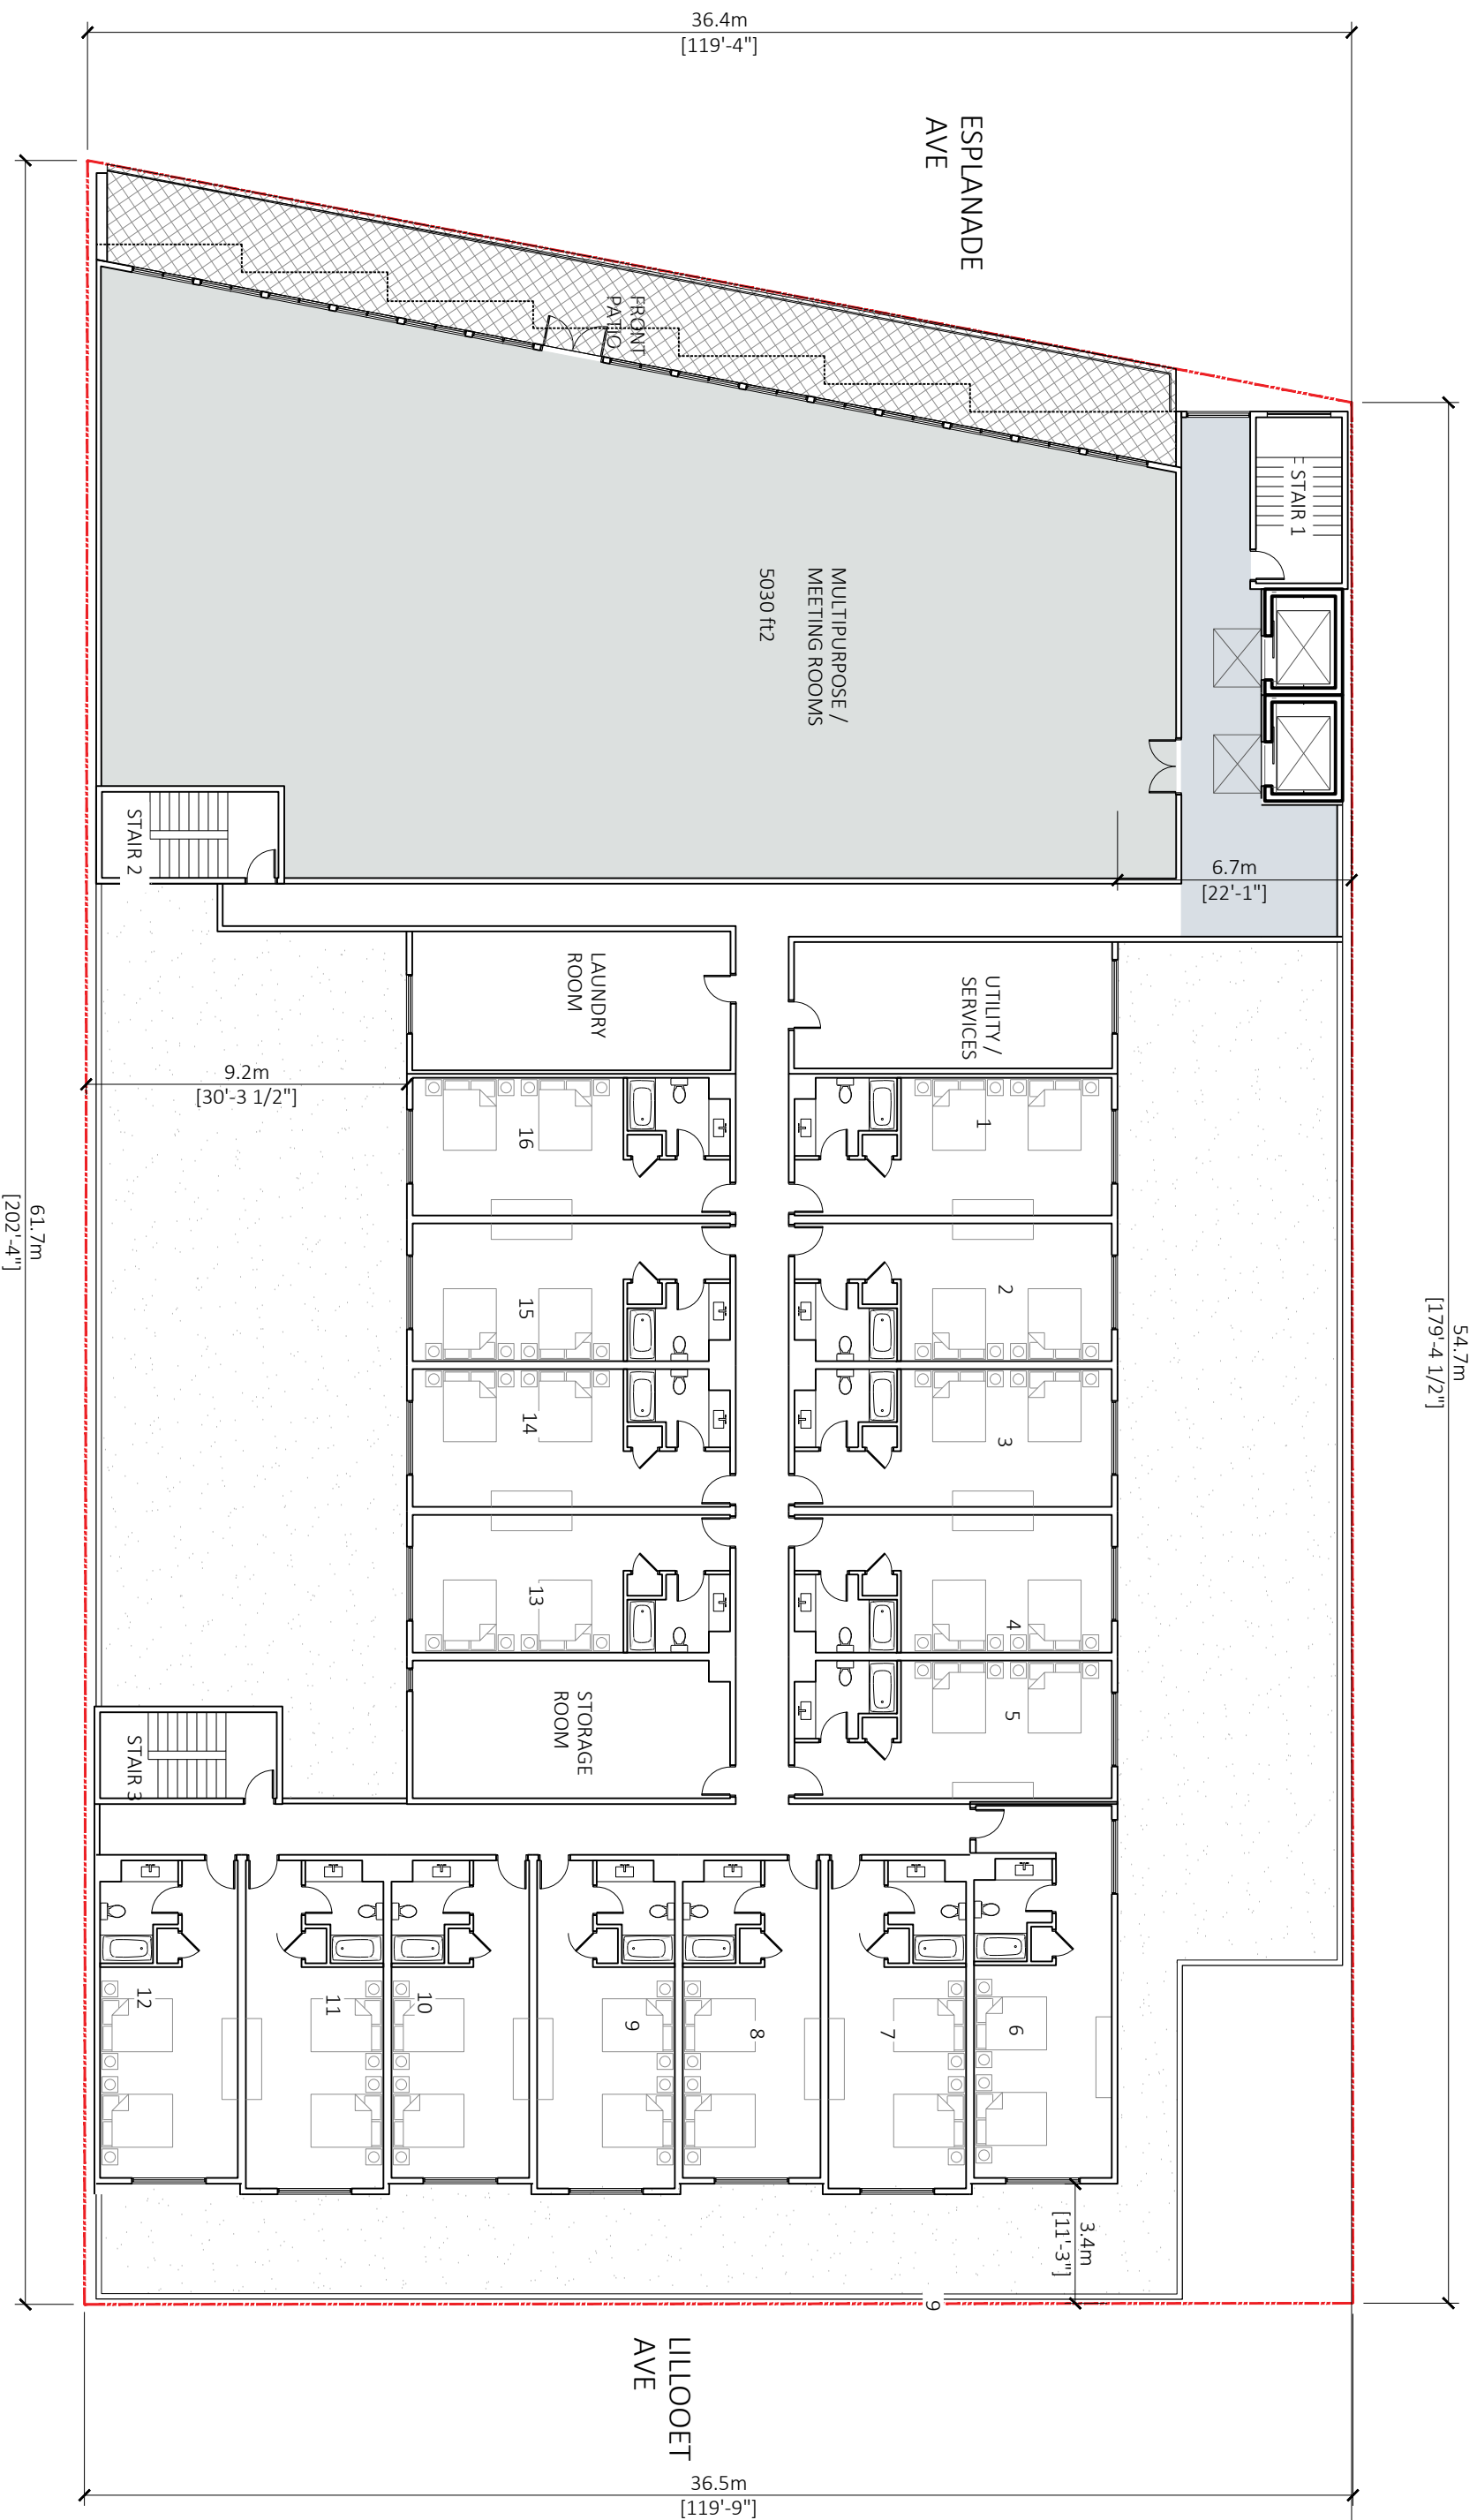 36.4m
[119'-4"]
ESPLANADE
AVE
FRONT
PATIO
STAIR 1
MULTIPURPOSE /
MEETING ROOMS
5030 ft2
STAIR 2
6.7m
[22'-1"]
LAUNDRY
ROOM
UTILITY /
SERVICES
9.2m
[30'-3 1/2"]
16
1
61.7m
[202'-4"]
15
2
54.7m
[179'-4 1/2"]
14
3
13
4
STORAGE
ROOM
5
STAIR 3
12
11
10
9
8
7
6
3.4m
[11'-3"]
9
LILLOOET
AVE
36.5m
[119'-9"]